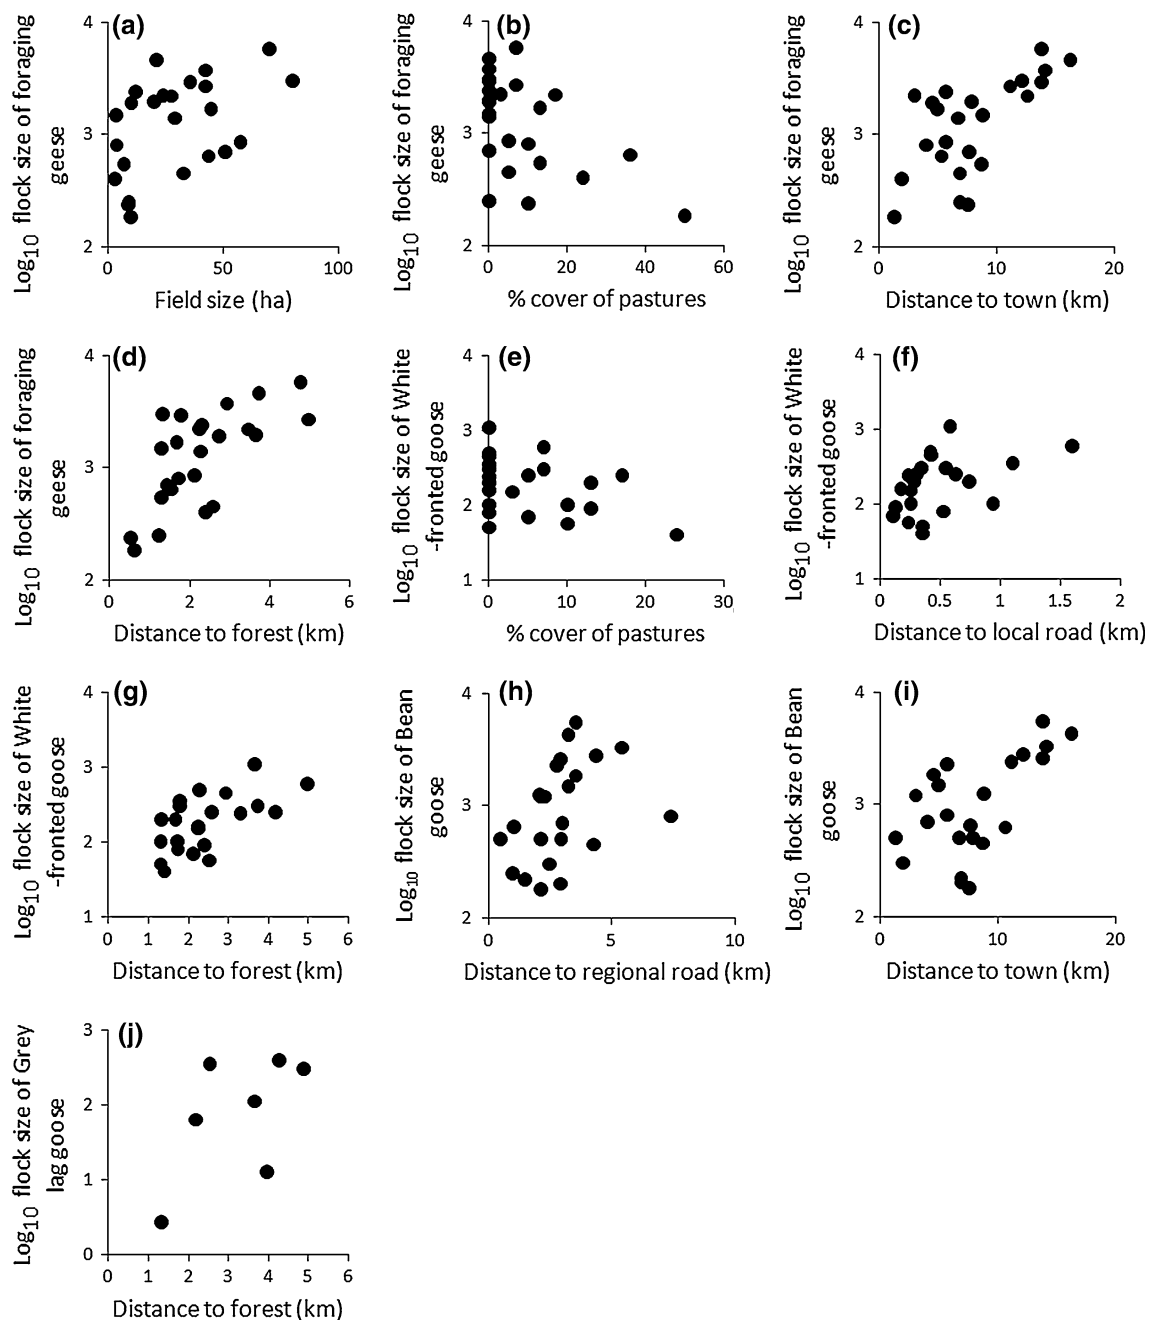 (a)
Log10 flock size of foraging
geese
4
3
2
0 50 100
Field size (ha)
(b)
Log10 flock size of foraging
geese
4
3
2
0 20 40 60
% cover of pastures
(c)
Log10 flock size of foraging
geese
4
3
2
0 10 20
Distance to town (km)
(d)
Log10 flock size of foraging
geese
4
3
2
0 2 4 6
Distance to forest (km)
(e)
Log10 flock size of White
-fronted goose
4
3
2
1
0 10 20 30
% cover of pastures
(f)
Log10 flock size of White
-fronted goose
4
3
2
1
0 0.5 1 1.5 2
Distance to local road (km)
(g)
Log10 flock size of White
-fronted goose
4
3
2
1
0 1 2 3 4 5 6
Distance to forest (km)
(h)
Log10 flock size of Bean
goose
4
3
2
0 5 10
Distance to regional road (km)
(i)
Log10 flock size of Bean
goose
4
3
2
0 10 20
Distance to town (km)
(j)
Log10 flock size of Grey
lag goose
3
2
1
0
0 1 2 3 4 5 6
Distance to forest (km)